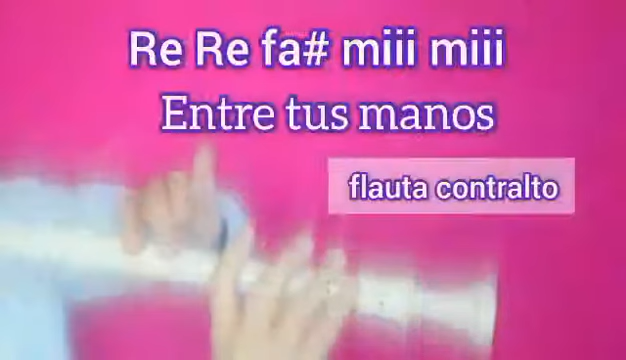 Re Re fa# miii miii
Entre tus manos
flauta contralto